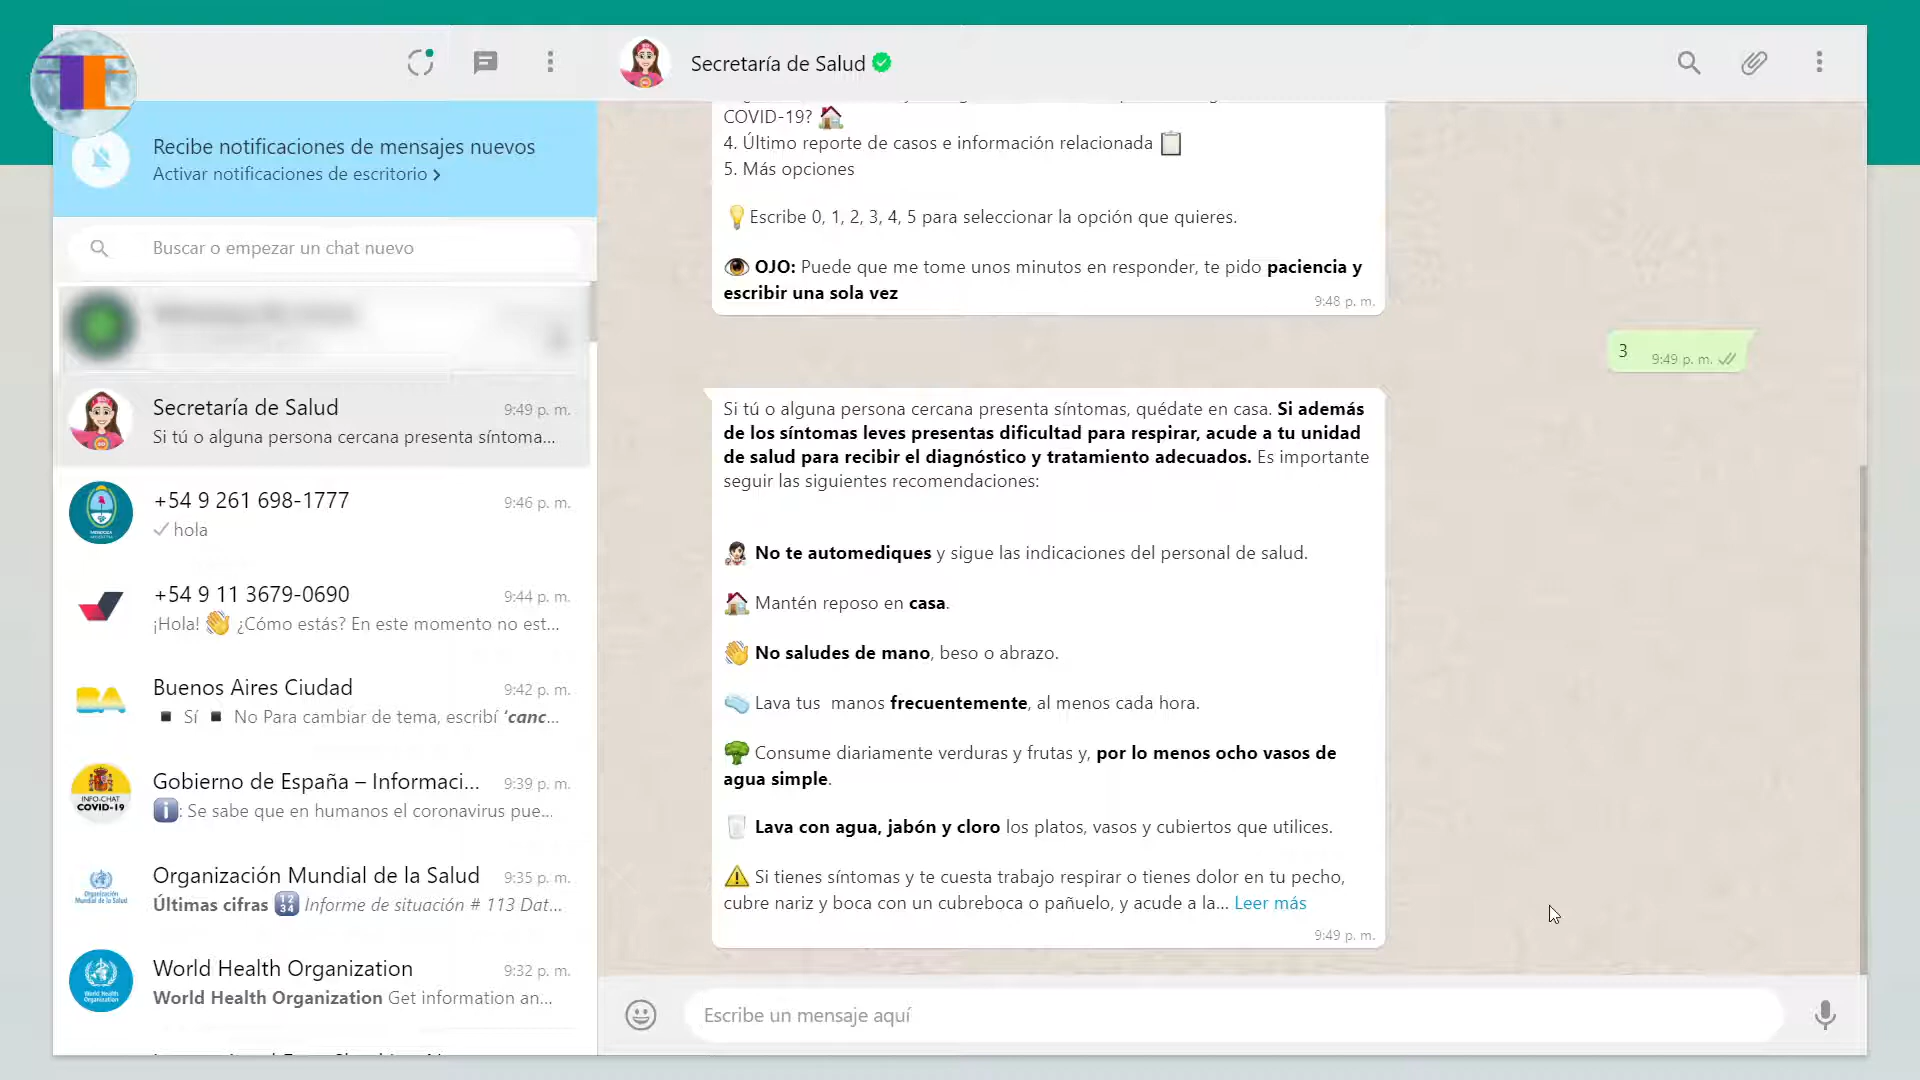 Secretaría de Salud
Recibe notificaciones de mensajes nuevos
Activar notificaciones de escritorio >
Buscar o empezar un chat nuevo
Secretaría de Salud
9:49 p. m.
Si tú o alguna persona cercana presenta síntoma...
+54 9 261 698-1777
9:46 p. m.
hola
MENDOZA
+54 9 11 3679-0690
9:44 p. m.
¡Hola! 👋 ¿Cómo estás? En este momento no est...
Buenos Aires Ciudad
9:42 p. m.
BA
▪ Sí ▪ No Para cambiar de tema, escribí 'canc...
Gobierno de España – Informaci...
9:39 p. m.
INFO-CHAT
COVID-19
ℹ️: Se sabe que en humanos el coronavirus pue...
Organización Mundial de la Salud
9:35 p. m.
Organización
Mundial de la Salud
Últimas cifras 🔢 Informe de situación # 113 Dat...
World Health Organization
9:32 p. m.
World Health
Organization
World Health Organization Get information an...
COVID-19? 🏠
4. Último reporte de casos e información relacionada 📋
5. Más opciones
💡Escribe 0, 1, 2, 3, 4, 5 para seleccionar la opción que quieres.
👁 OJO: Puede que me tome unos minutos en responder, te pido paciencia y
escribir una sola vez
9:48 p. m.
3
9:49 p. m.
Si tú o alguna persona cercana presenta síntomas, quédate en casa. Si además
de los síntomas leves presentas dificultad para respirar, acude a tu unidad
de salud para recibir el diagnóstico y tratamiento adecuados. Es importante
seguir las siguientes recomendaciones:
No te automediques y sigue las indicaciones del personal de salud.
🏠 Mantén reposo en casa.
👋 No saludes de mano, beso o abrazo.
Lava tus  manos frecuentemente, al menos cada hora.
🥦 Consume diariamente verduras y frutas y, por lo menos ocho vasos de
agua simple.
🥛 Lava con agua, jabón y cloro los platos, vasos y cubiertos que utilices.
⚠️ Si tienes síntomas y te cuesta trabajo respirar o tienes dolor en tu pecho,
cubre nariz y boca con un cubreboca o pañuelo, y acude a la... Leer más
9:49 p. m.
Escribe un mensaje aquí